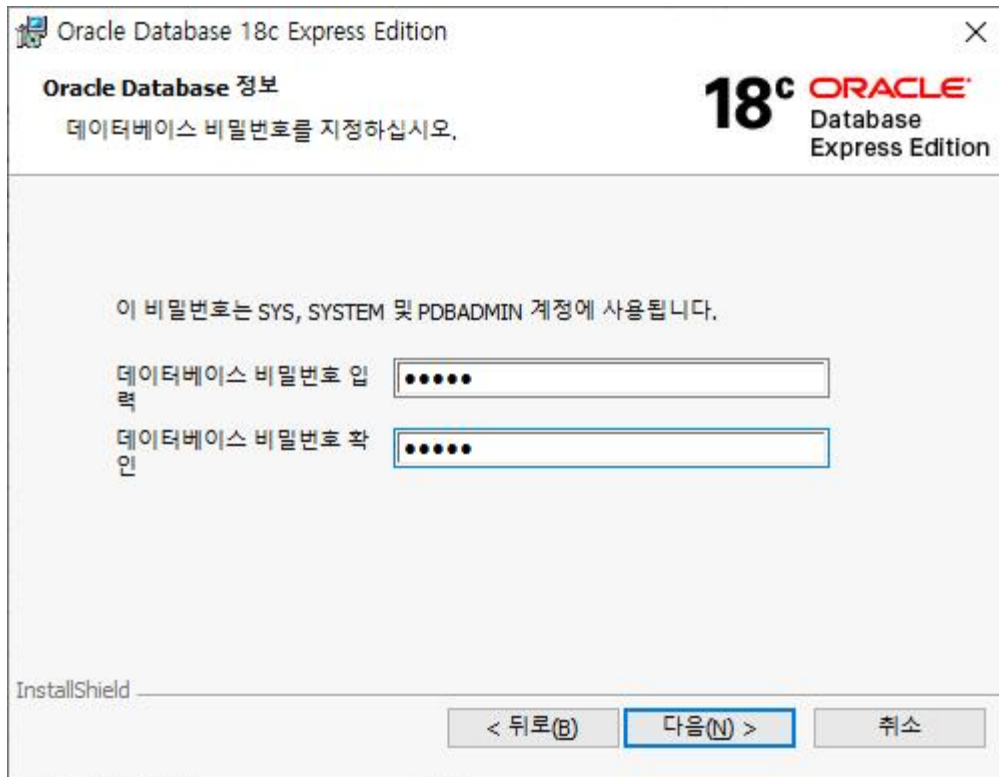 Oracle Database 18c Express Edition
Oracle Database 정보
데이터베이스 비밀번호를 지정하십시오.
18c ORACLE
Database
Express Edition
이 비밀번호는 SYS, SYSTEM 및 PDBADMIN 계정에 사용됩니다.
데이터베이스 비밀번호 입
력
●●●●●
데이터베이스 비밀번호 확
인
●●●●●
InstallShield
< 뒤로(B)
다음(N) >
취소